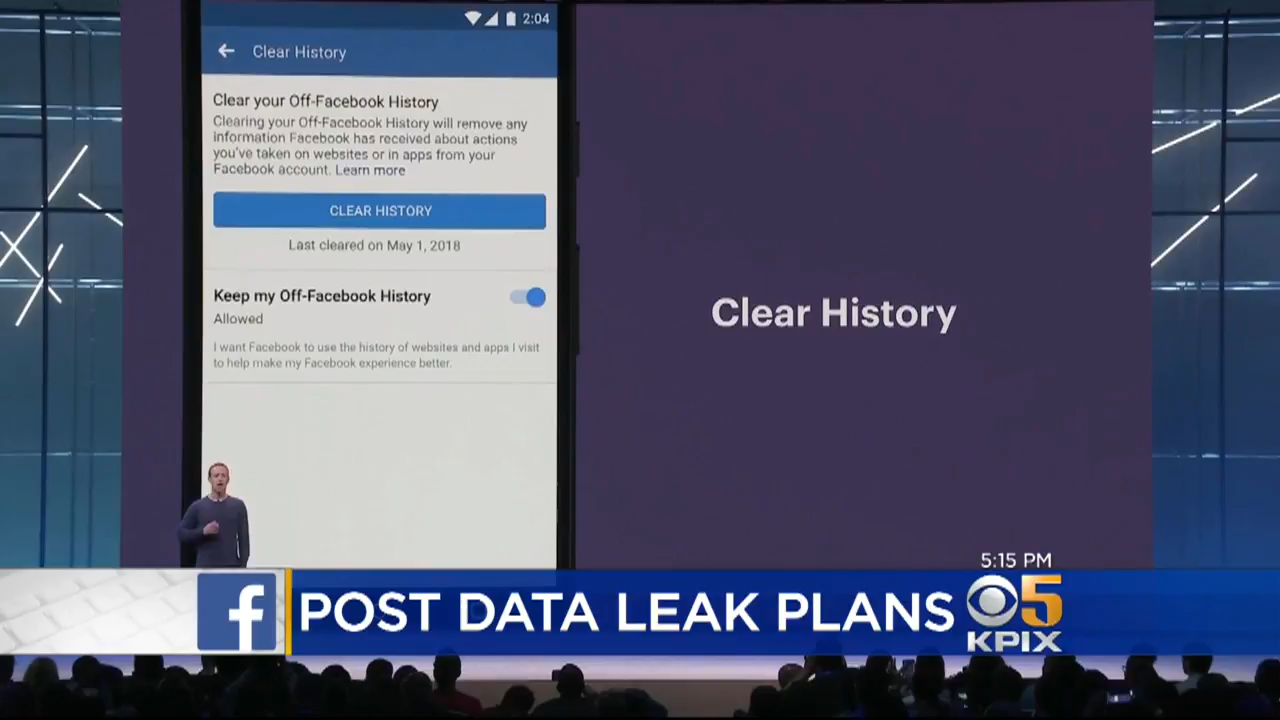 2:04
Clear History
Clear your Off-Facebook History
Clearing your Off-Facebook History will remove any
information Facebook has received about actions
you've taken on websites or in apps from your
Facebook account. Learn more
CLEAR HISTORY
Last cleared on May 1, 2018
Keep my Off-Facebook History
Allowed
I want Facebook to use the history of websites and apps I visit
to help make my Facebook experience better.
Clear History
5:15 PM
f POST DATA LEAK PLANS
5
KPIX